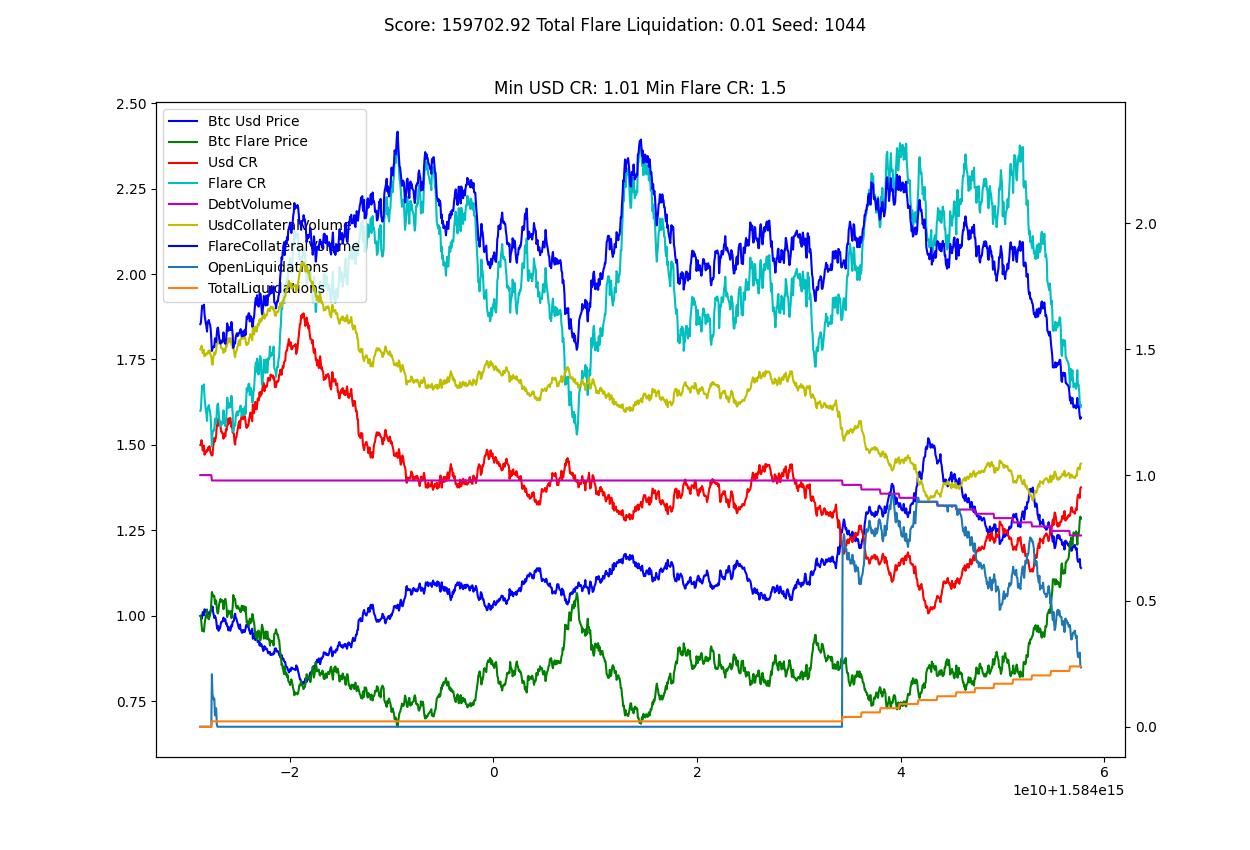 Score: 159702.92 Total Flare Liquidation: 0.01 Seed: 1044
Min USD CR: 1.01 Min Flare CR: 1.5
Btc Usd Price
Btc Flare Price
Usd CR
Flare CR
DebtVolume
UsdCollateralVolume
FlareCollateralVolume
OpenLiquidations
TotalLiquidations
2.50
2.25
2.00
1.75
1.50
1.25
1.00
0.75
2.0
1.5
1.0
0.5
0.0
−2
0
2
4
6
1e10+1.584e15